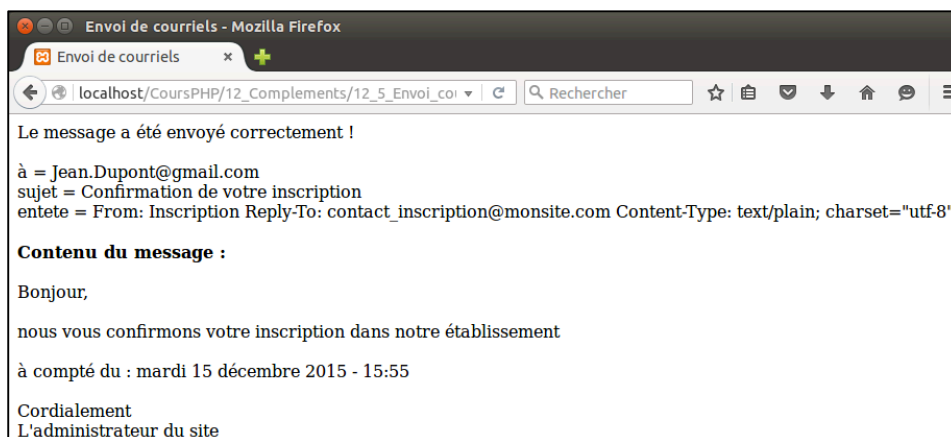 Envoi de courriels - Mozilla Firefox
Envoi de courriels
localhost/CoursPHP/12_Complements/12_5_Envoi_cou
Rechercher
Le message a été envoyé correctement !
à = Jean.Dupont@gmail.com
sujet = Confirmation de votre inscription
entete = From: Inscription Reply-To: contact_inscription@monsite.com Content-Type: text/plain; charset="utf-8"
Contenu du message :
Bonjour,
nous vous confirmons votre inscription dans notre établissement
à compté du : mardi 15 décembre 2015 - 15:55
Cordialement
L'administrateur du site